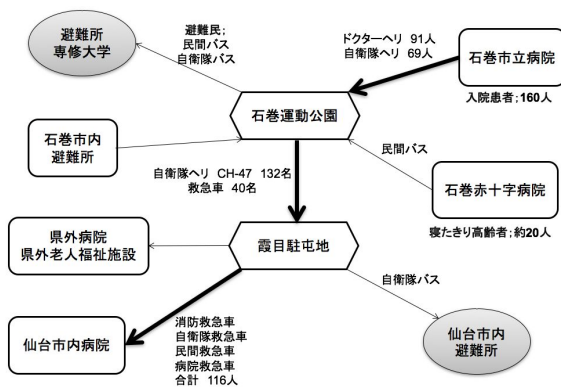 避難所
専修大学
避難民;
民間バス
自衛隊バス
ドクターヘリ 91人
自衛隊ヘリ 69人
石巻市立病院
入院患者;160人
石巻運動公園
石巻市内
避難所
民間バス
自衛隊ヘリ CH-47 132名
救急車 40名
石巻赤十字病院
寝たきり高齢者;約20人
県外病院
県外老人福祉施設
霞目駐屯地
自衛隊バス
仙台市内病院
消防救急車
自衛隊救急車
民間救急車
病院救急車
合計 116人
仙台市内
避難所